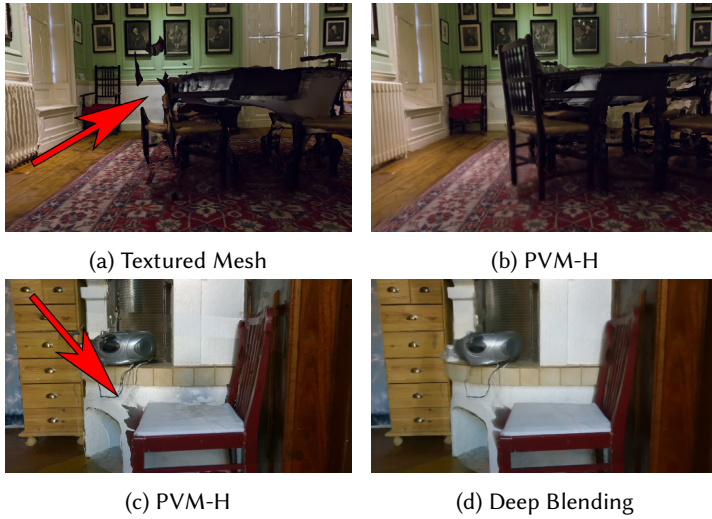 (a) Textured Mesh
(b) PVM-H
(c) PVM-H
(d) Deep Blending